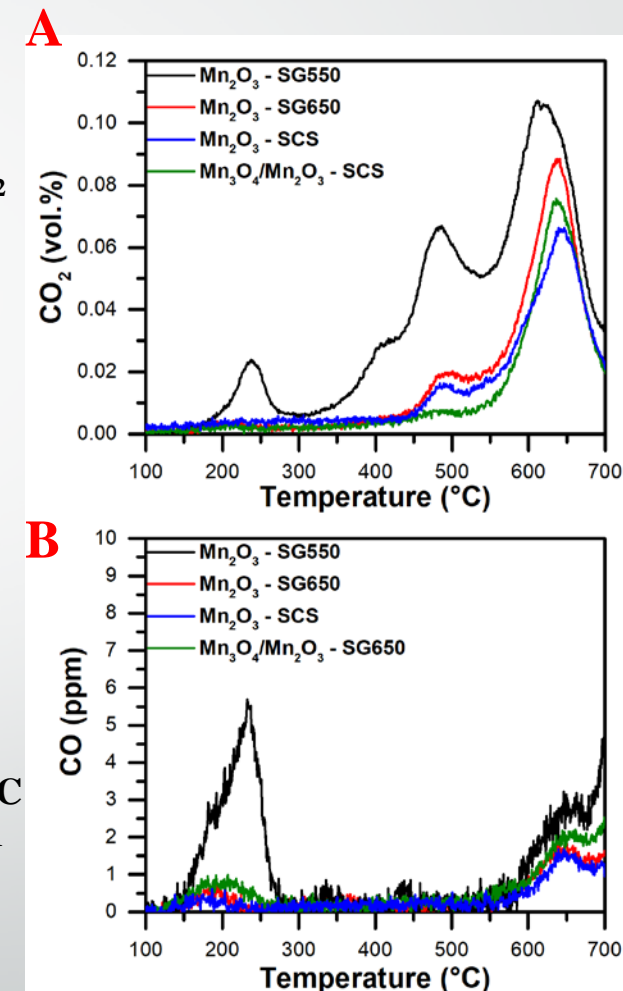 A
0.12
0.10
0.08
0.06
0.04
0.02
0.00
CO₂ (vol.%)
Mn₂O₃ - SG550
Mn₂O₃ - SG650
Mn₂O₃ - SCS
Mn₃O₄/Mn₂O₃ - SCS
100 200 300 400 500 600 700
Temperature (°C)
2
B
10
9
8
7
6
5
4
3
2
1
0
CO (ppm)
Mn₂O₃ - SG550
Mn₂O₃ - SG650
Mn₂O₃ - SCS
Mn₃O₄/Mn₂O₃ - SG650
C
100 200 300 400 500 600 700
Temperature (°C)